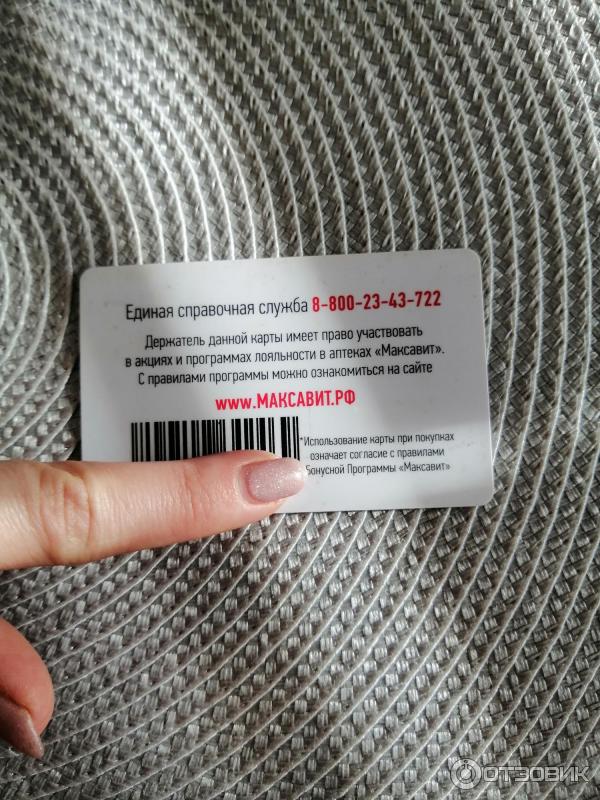 Единая справочная служба 8-800-23-43-722
Держатель данной карты имеет право участвовать
в акциях и программах лояльности в аптеках «Максавит».
С правилами программы можно ознакомиться на сайте
WWW.МАКСАВИТ.РФ
*Использование карты при покупках
означает согласие с правилами
Бонусной Программы «Максавит»
ОТЗОВИК